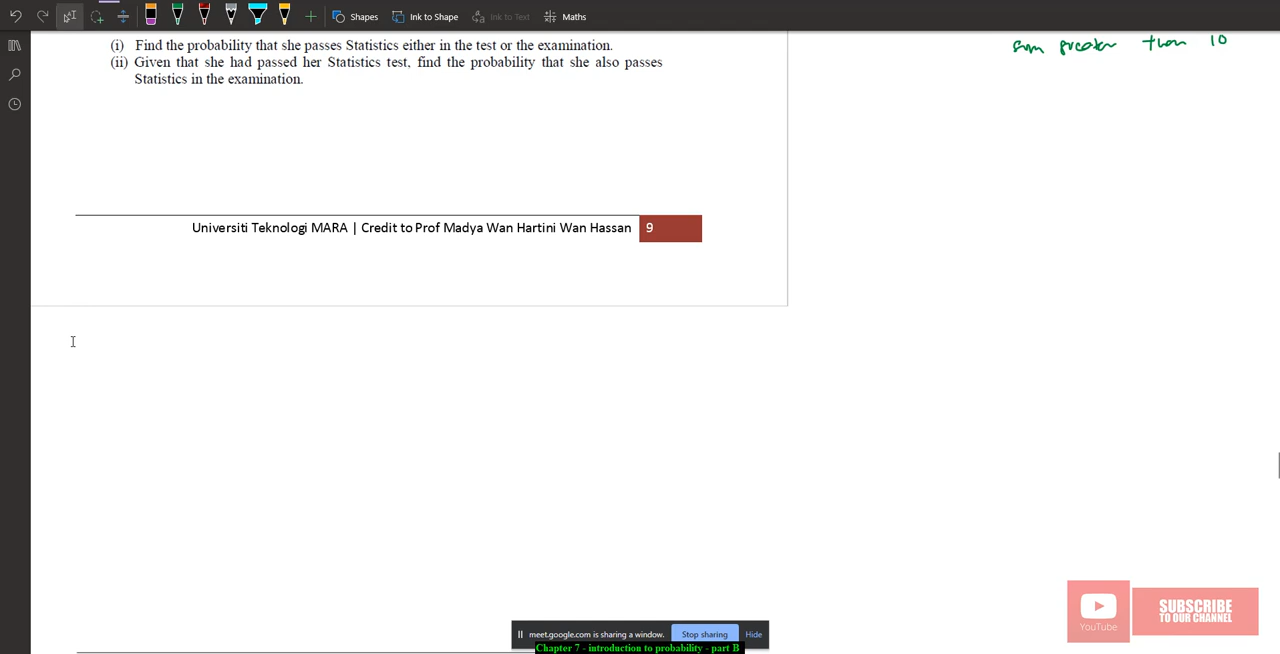 Shapes Ink to Shape Ink to Text Maths
(i) Find the probability that she passes Statistics either in the test or the examination.
(ii) Given that she had passed her Statistics test, find the probability that she also passes
Statistics in the examination.
sum greater than 10
Universiti Teknologi MARA | Credit to Prof Madya Wan Hartini Wan Hassan 9
YouTube
SUBSCRIBE
TO OUR CHANNEL
meet.google.com is sharing a window. Stop sharing Hide
Chapter 7 - introduction to probability - part B